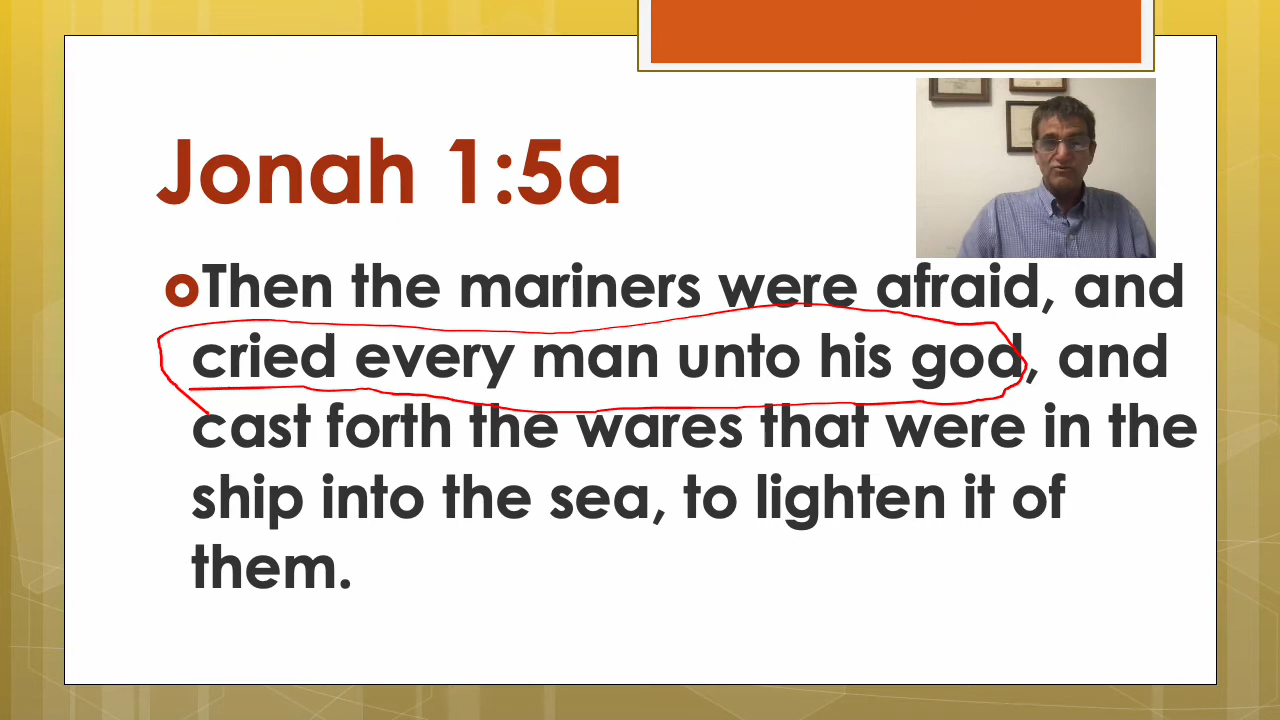 Jonah 1:5a
Then the mariners were afraid, and
cried every man unto his god, and
cast forth the wares that were in the
ship into the sea, to lighten it of
them.